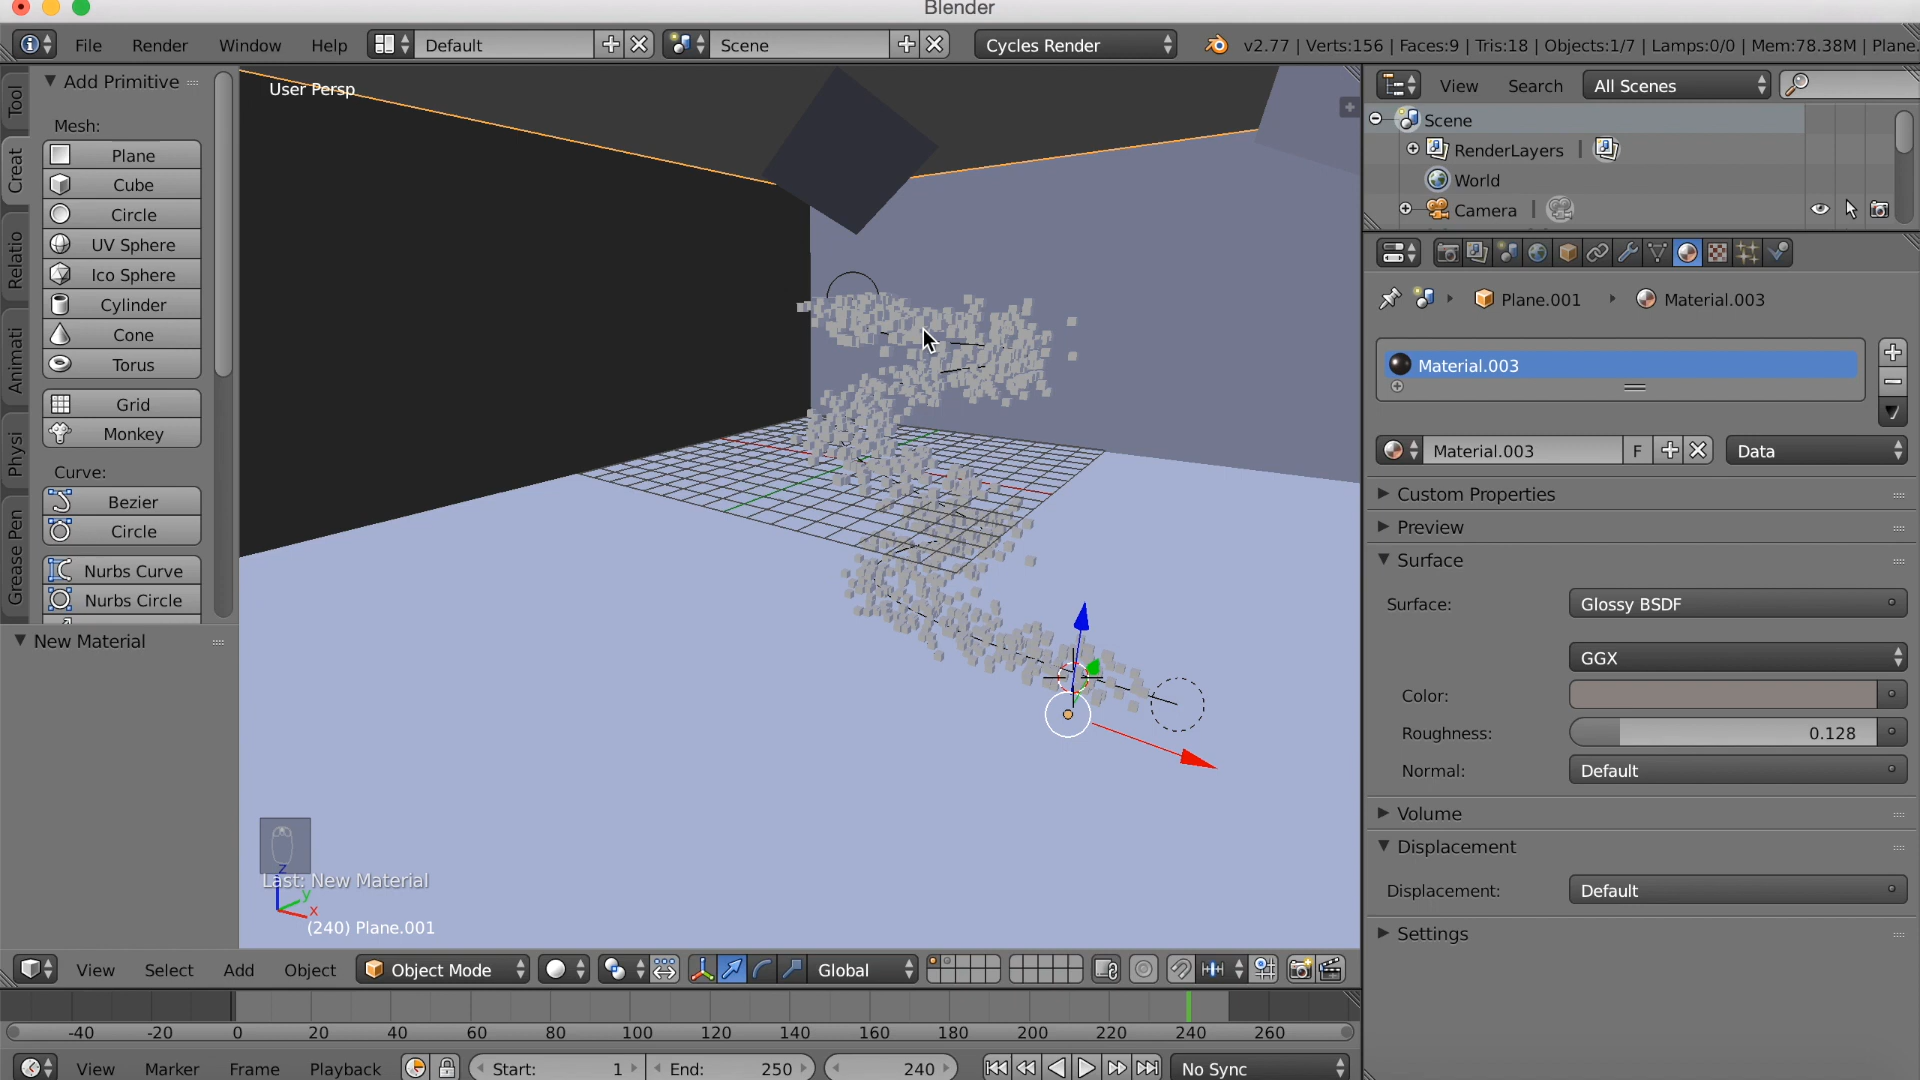 Blender
File Render Window Help Default Scene Cycles Render v2.77 | Verts:156 | Faces:9 | Tris:18 | Objects:1/7 | Lamps:0/0 | Mem:78.38M | Plane.
Tool
Creat
Relatio
Animati
Physi
Grease Pen
Add Primitive
Mesh:
Plane
Cube
Circle
UV Sphere
Ico Sphere
Cylinder
Cone
Torus
Grid
Monkey
Curve:
Bezier
Circle
Nurbs Curve
Nurbs Circle
New Material
User Persp
Last: New Material
z
y
x
(240) Plane.001
View Search All Scenes
Scene
RenderLayers
World
Camera
Plane.001 Material.003
Material.003
Material.003 F Data
Custom Properties
Preview
Surface
Surface: Glossy BSDF
GGX
Color:
Roughness: 0.128
Normal: Default
Volume
Displacement
Displacement: Default
Settings
View Select Add Object Object Mode Global
-40 -20 0 20 40 60 80 100 120 140 160 180 200 220 240 260
View Marker Frame Playback Start: 1 End: 250 240 No Sync